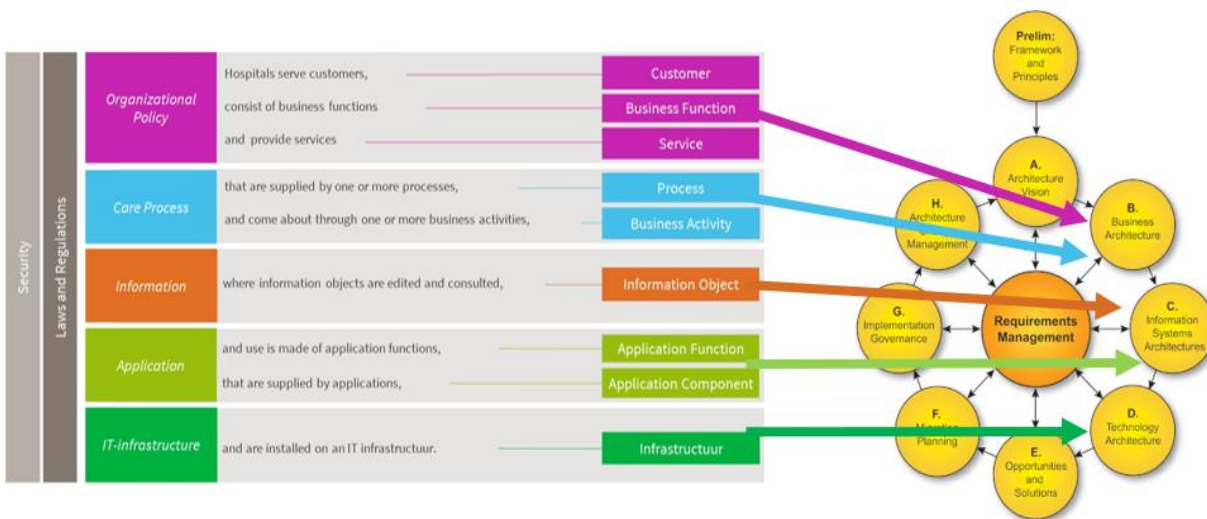 Security
Laws and Regulations
Organizational
Policy
Hospitals serve customers,
Customer
consist of business functions
Business Function
and provide services
Service
Care Process
that are supplied by one or more processes,
Process
and come about through one or more business activities,
Business Activity
Information
where information objects are edited and consulted,
Information Object
Application
and use is made of application functions,
Application Function
that are supplied by applications,
Application Component
IT-infrastructure
and are installed on an IT infrastructuur.
Infrastructuur
Prelim:
Framework
and
Principles
A.
Architecture
Vision
B.
Business
Architecture
C.
Information
Systems
Architectures
D.
Technology
Architecture
E.
Opportunities
and
Solutions
F.
Planning
G.
Implementation
Governance
H.
Architecture
Management
Requirements
Management